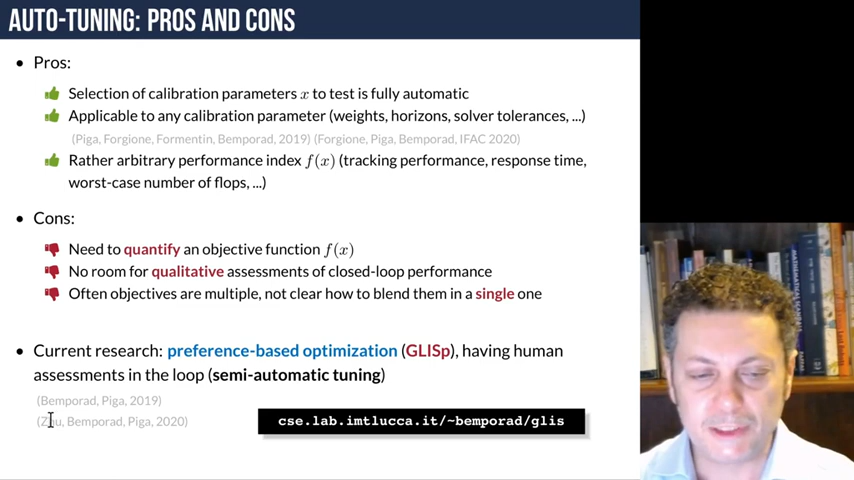 AUTO-TUNING: PROS AND CONS
• Pros:
Selection of calibration parameters x to test is fully automatic
Applicable to any calibration parameter (weights, horizons, solver tolerances, ...)
(Piga, Forgione, Formentin, Bemporad, 2019) (Forgione, Piga, Bemporad, IFAC 2020)
Rather arbitrary performance index f(x) (tracking performance, response time,
worst-case number of flops, ...)
• Cons:
Need to quantify an objective function f(x)
No room for qualitative assessments of closed-loop performance
Often objectives are multiple, not clear how to blend them in a single one
• Current research: preference-based optimization (GLISp), having human
assessments in the loop (semi-automatic tuning)
(Bemporad, Piga, 2019)
(Zhu, Bemporad, Piga, 2020)
cse.lab.imtlucca.it/~bemporad/glis